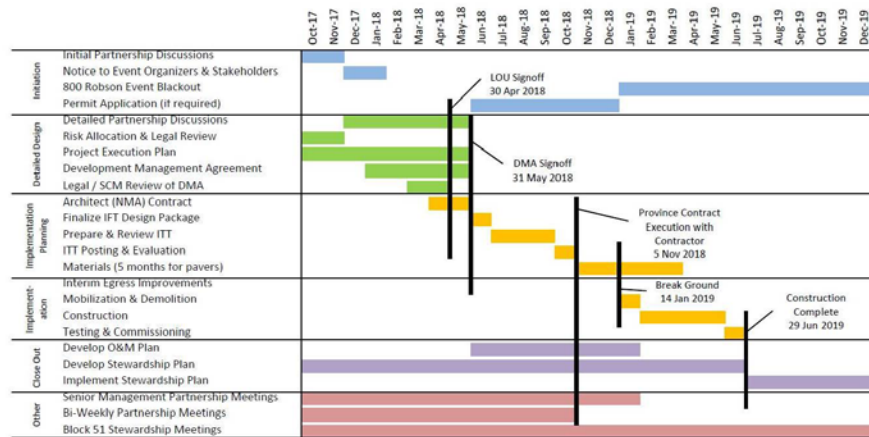 Oct-17 Nov-17 Dec-17 Jan-18 Feb-18 Mar-18 Apr-18 May-18 Jun-18 Jul-18 Aug-18 Sep-18 Oct-18 Nov-18 Dec-18 Jan-19 Feb-19 Mar-19 Apr-19 May-19 Jun-19 Jul-19 Aug-19 Sep-19 Oct-19 Nov-19 Dec-19
Initiation
Initial Partnership Discussions
Notice to Event Organizers & Stakeholders
800 Robson Event Blackout
Permit Application (if required)
LOU Signoff
30 Apr 2018
Detailed Design
Detailed Partnership Discussions
Risk Allocation & Legal Review
Project Execution Plan
Development Management Agreement
Legal / SCM Review of DMA
DMA Signoff
31 May 2018
Implementation
Planning
Architect (NMA) Contract
Finalize IFT Design Package
Prepare & Review ITT
ITT Posting & Evaluation
Materials (5 months for pavers)
Province Contract
Execution with
Contractor
5 Nov 2018
Implement-
ation
Interim Egress Improvements
Mobilization & Demolition
Construction
Testing & Commissioning
Break Ground
14 Jan 2019
Construction
Complete
29 Jun 2019
Close Out
Develop O&M Plan
Develop Stewardship Plan
Implement Stewardship Plan
Other
Senior Management Partnership Meetings
Bi-Weekly Partnership Meetings
Block 51 Stewardship Meetings